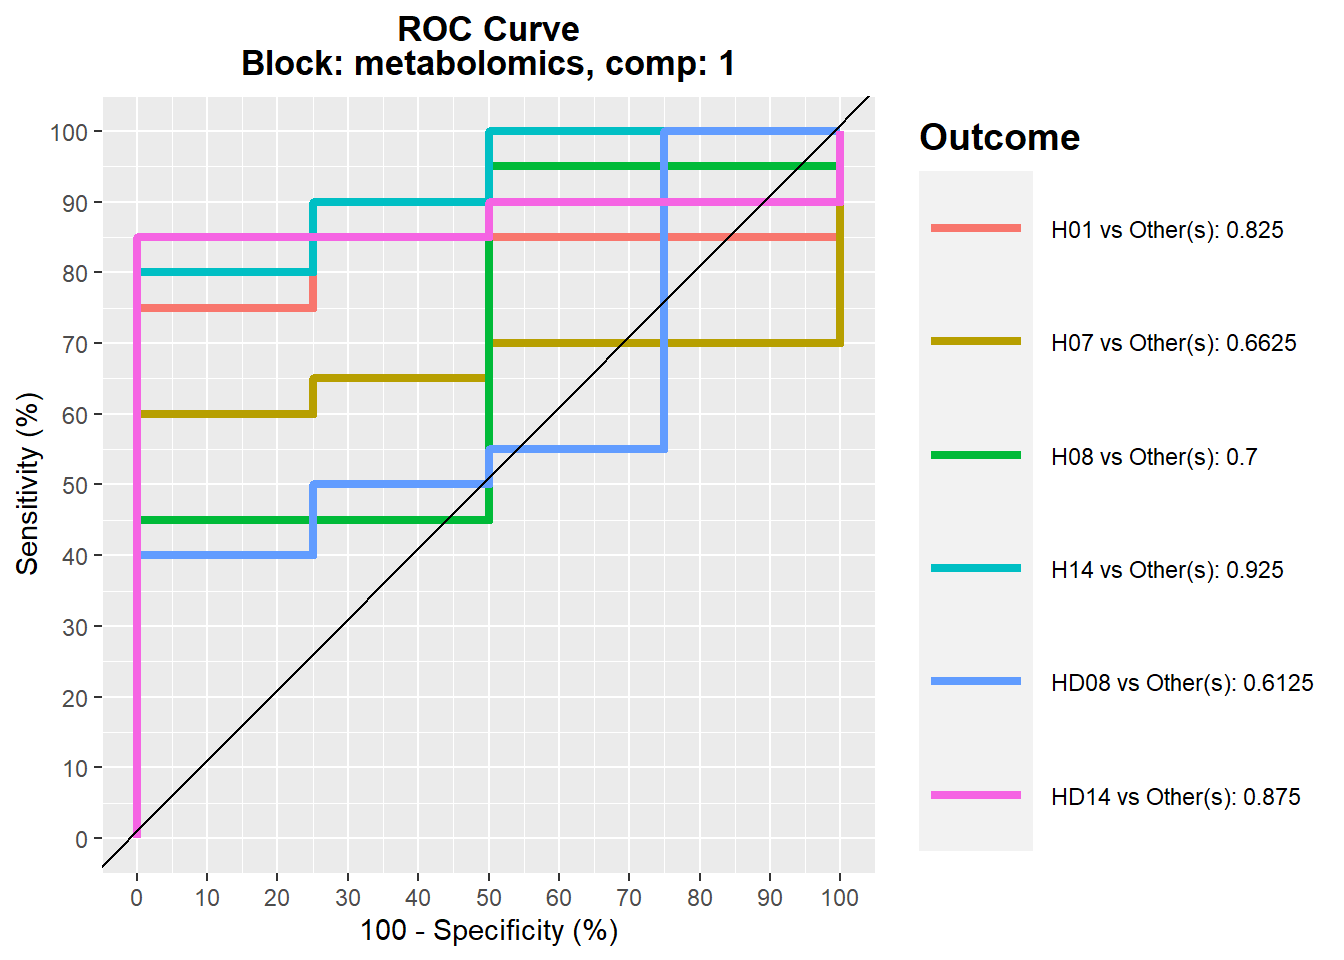 ROC Curve
Block: metabolomics, comp: 1
100
90
80
70
60
50
40
30
20
10
0
Sensitivity (%)
0 10 20 30 40 50 60 70 80 90 100
100 - Specificity (%)
Outcome
H01 vs Other(s): 0.825
H07 vs Other(s): 0.6625
H08 vs Other(s): 0.7
H14 vs Other(s): 0.925
HD08 vs Other(s): 0.6125
HD14 vs Other(s): 0.875